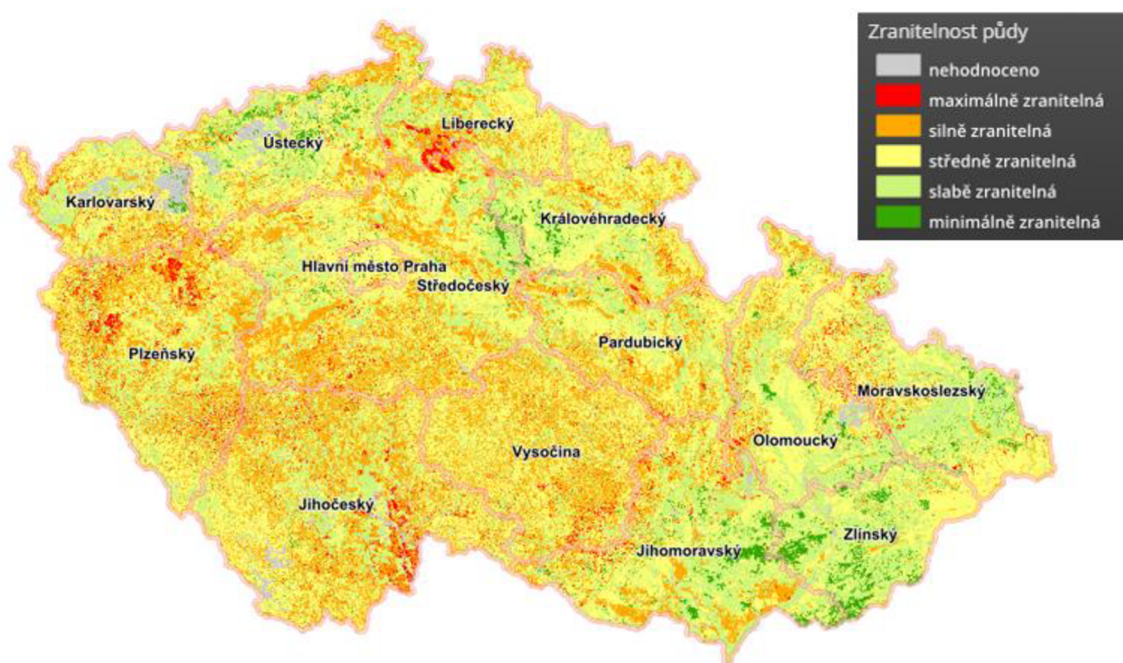 Zranitelnost půdy
nehodnoceno
maximálně zranitelná
silně zranitelná
středně zranitelná
slabě zranitelná
minimálně zranitelná
Liberecký
Ústecký
Karlovarský
Královéhradecký
Hlavní město Praha
Středočeský
Plzeňský
Pardubický
Moravskoslezský
Olomoucký
Vysočina
Jihočeský
Zlínský
Jihomoravský